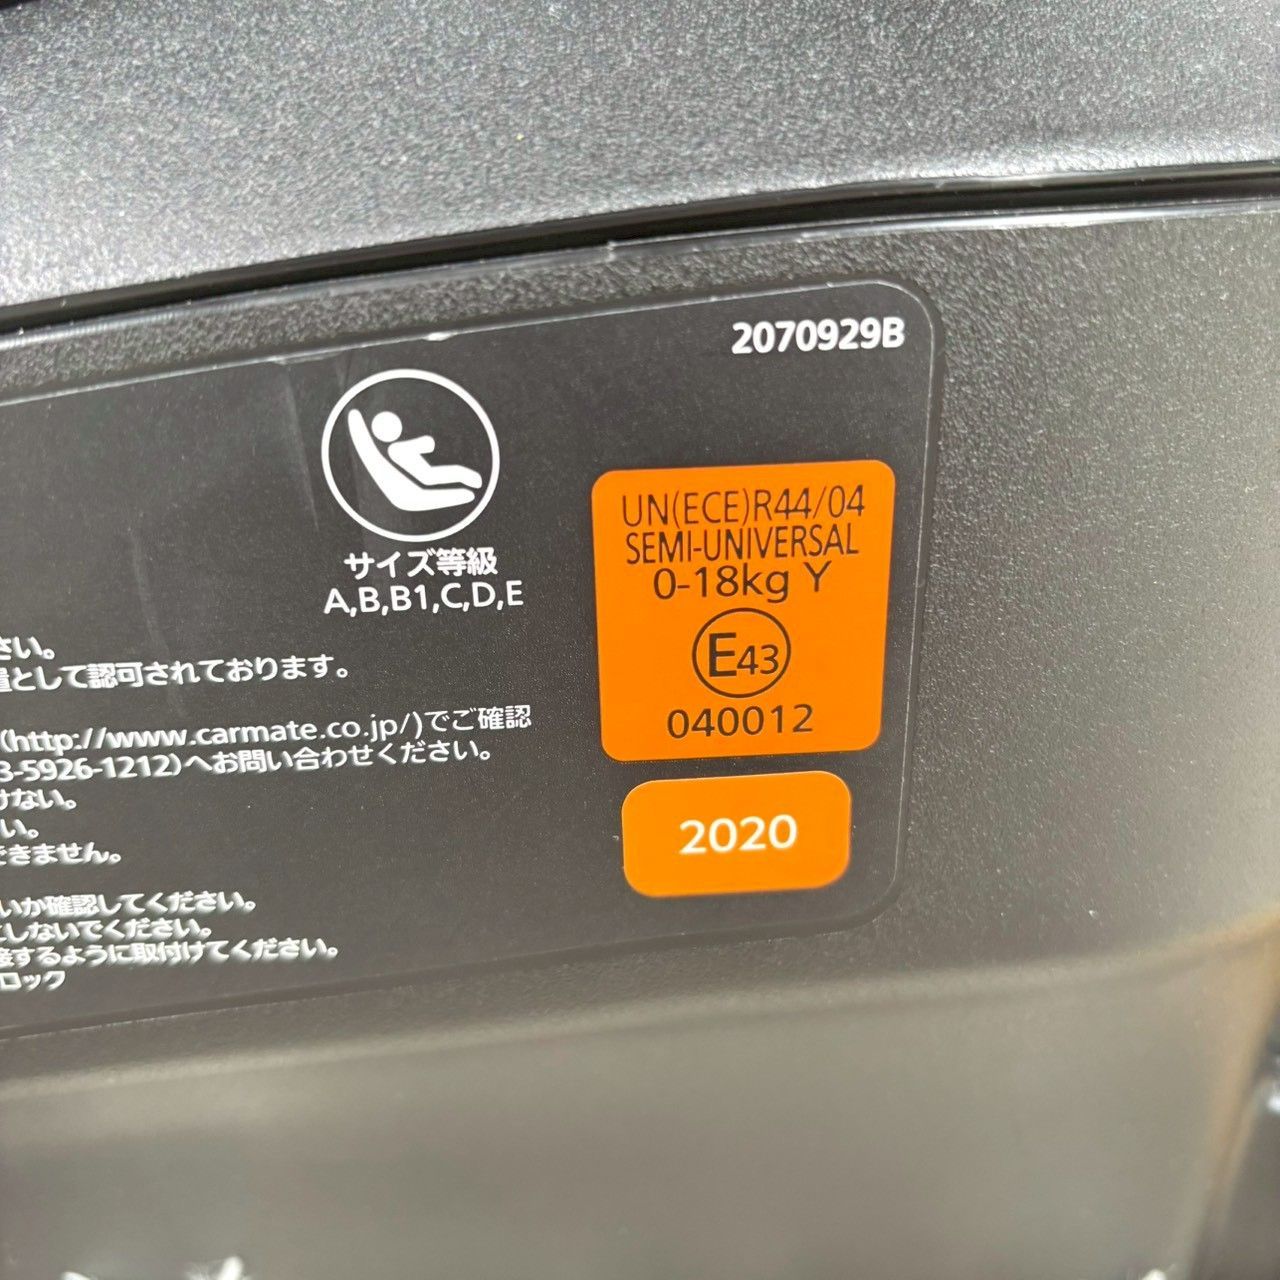 2070929B
サイズ等級
A,B,B1,C,D,E
UN(ECE)R44/04
SEMI-UNIVERSAL
0-18kg Y
E43
040012
2020
さい。
置として認可されております。
(http://www.carmate.co.jp/)でご確認
3-5926-1212)へお問い合わせください。
けない。
い。
できません。
いか確認してください。
にしないでください。
接するように取付けてください。
ロック